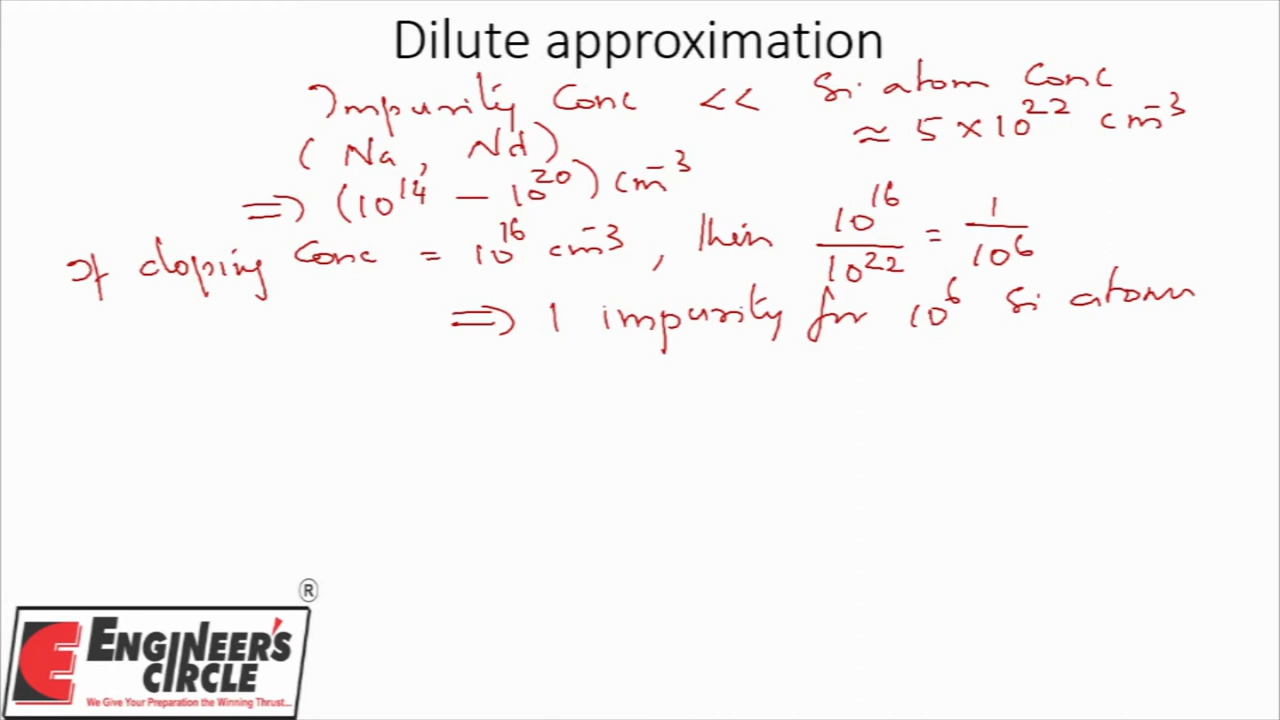 Dilute approximation
Impurity Conc << Si atom Conc
(Na, Nd) ≈ 5 × 10²² cm⁻³
⇒ (10¹⁴ – 10²⁰) cm⁻³
If doping Conc = 10¹⁶ cm⁻³, then 10¹⁶/10²² = 1/10⁶
⇒ 1 impurity for 10⁶ Si atom
®
ENGINEER'S
CIRCLE
We Give Your Preparation the Winning Thrust...